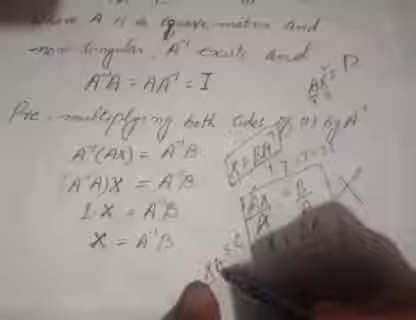 where A is a square matrix and
non-singular. A⁻¹ exists and
A⁻¹A = AA⁻¹ = I
Pre-multiplying both sides of (1) by A⁻¹
A⁻¹(AX) = A⁻¹B
(A⁻¹A)X = A⁻¹B
I·X = A⁻¹B
X = A⁻¹B
AX = B